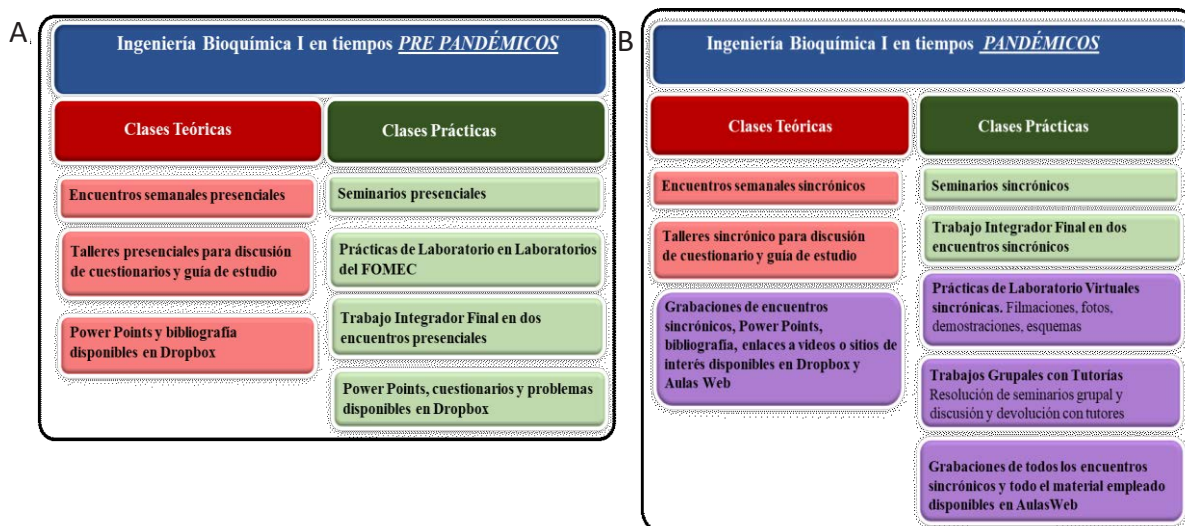 A.
Ingeniería Bioquímica I en tiempos PRE PANDÉMICOS
Clases Teóricas
Encuentros semanales presenciales
Talleres presenciales para discusión
de cuestionarios y guía de estudio
Power Points y bibliografía
disponibles en Dropbox
Clases Prácticas
Seminarios presenciales
Prácticas de Laboratorio en Laboratorios
del FOMEC
Trabajo Integrador Final en dos
encuentros presenciales
Power Points, cuestionarios y problemas
disponibles en Dropbox
B
Ingeniería Bioquímica I en tiempos PANDÉMICOS
Clases Teóricas
Encuentros semanales sincrónicos
Talleres sincrónico para discusión
de cuestionario y guía de estudio
Grabaciones de encuentros
sincrónicos, Power Points,
bibliografía, enlaces a videos o sitios de
interés disponibles en Dropbox y
Aulas Web
Clases Prácticas
Seminarios sincrónicos
Trabajo Integrador Final en dos
encuentros sincrónicos
Prácticas de Laboratorio Virtuales
sincrónicas. Filmaciones, fotos,
demostraciones, esquemas
Trabajos Grupales con Tutorías
Resolución de seminarios grupal y
discusión y devolución con tutores
Grabaciones de todos los encuentros
sincrónicos y todo el material empleado
disponibles en AulasWeb